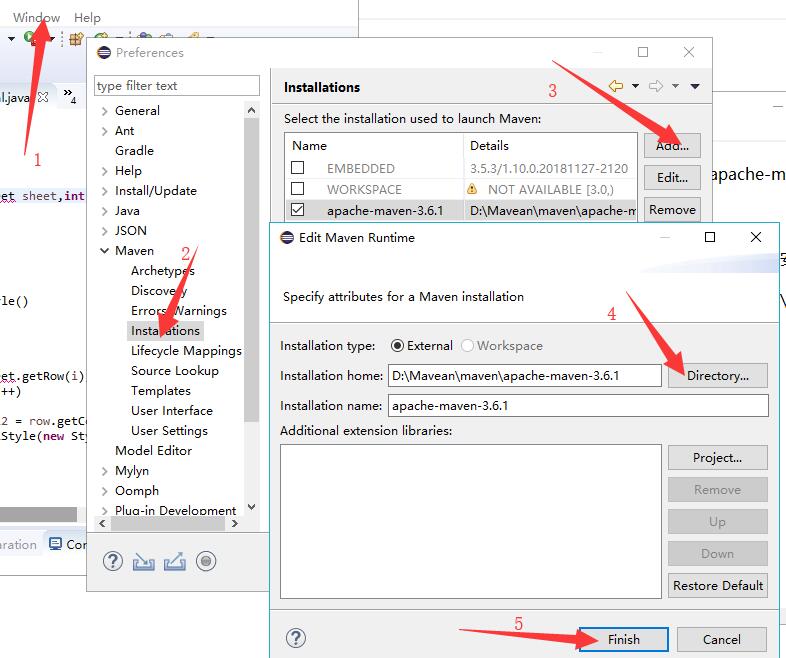 Window Help
1
l.java
4
et sheet,int
le()
et.getRow(i)
++)
l2 = row.getCo
Style(new Sty
aration Con
Preferences
type filter text
General
Ant
Gradle
Help
Install/Update
Java
JSON
Maven
2
Archetypes
Discovery
Errors/Warnings
Installations
Lifecycle Mappings
Source Lookup
Templates
User Interface
User Settings
Model Editor
Mylyn
Oomph
Plug-in Development
Installations
3
Select the installation used to launch Maven:
Name Details
EMBEDDED 3.5.3/1.10.0.20181127-2120
WORKSPACE NOT AVAILABLE [3.0,)
apache-maven-3.6.1 D:\Mavean\maven\apache-m
Add...
Edit...
Remove
apache-m
Edit Maven Runtime
Specify attributes for a Maven installation
4
Installation type: External Workspace
Installation home: D:\Mavean\maven\apache-maven-3.6.1 Directory...
Installation name: apache-maven-3.6.1
Additional extension libraries:
Project...
Remove
Up
Down
Restore Default
5
Finish Cancel